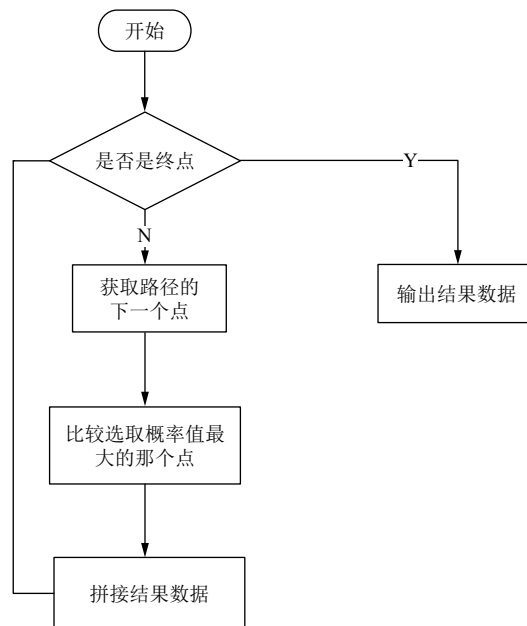 开始
是否是终点
Y
N
获取路径的
下一个点
输出结果数据
比较选取概率值最
大的那个点
拼接结果数据